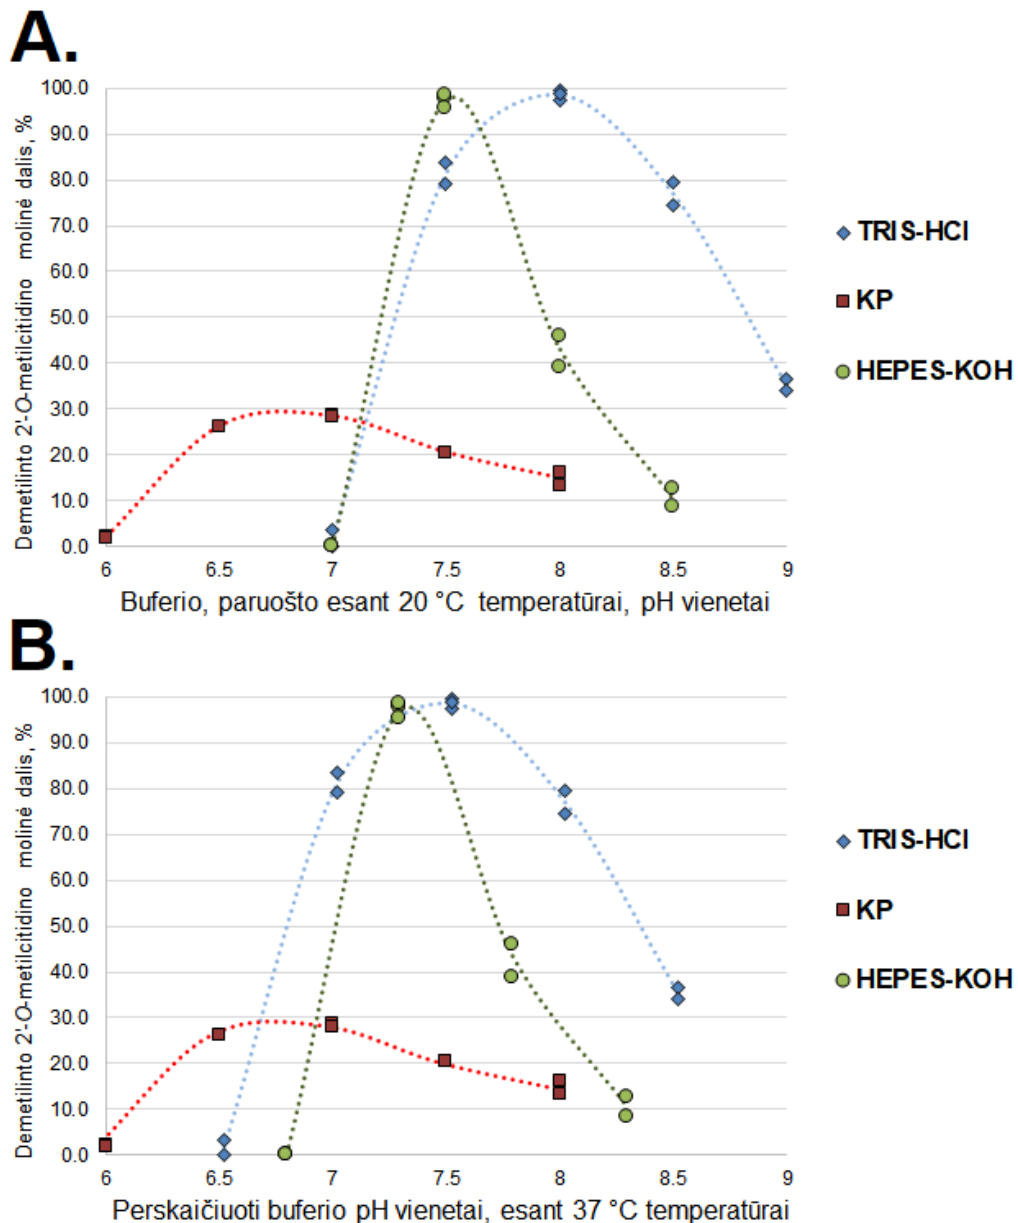 A.
Demetilinto 2'-O-metilcitidino molinė dalis, %
100.0
90.0
80.0
70.0
60.0
50.0
40.0
30.0
20.0
10.0
0.0
6 6.5 7 7.5 8 8.5 9
Buferio, paruošto esant 20 °C temperatūrai, pH vienetai
TRIS-HCl
KP
HEPES-KOH
B.
Demetilinto 2'-O-metilcitidino molinė dalis, %
100.0
90.0
80.0
70.0
60.0
50.0
40.0
30.0
20.0
10.0
0.0
6 6.5 7 7.5 8 8.5 9
Perskaičiuoti buferio pH vienetai, esant 37 °C temperatūrai
TRIS-HCl
KP
HEPES-KOH